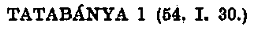 TATABÁNYA 1 (54. I. 30.)